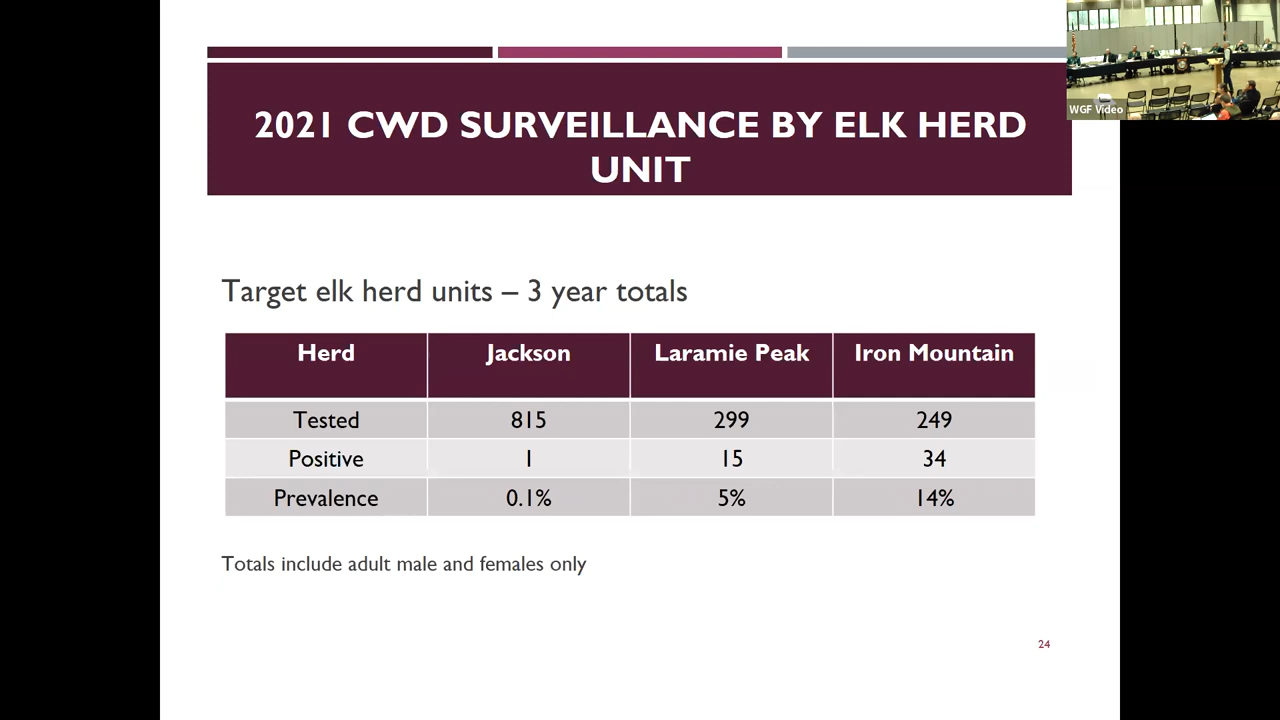 2021 CWD SURVEILLANCE BY ELK HERD
UNIT
WGF Video
Target elk herd units – 3 year totals
Herd Jackson Laramie Peak Iron Mountain
Tested 815 299 249
Positive 1 15 34
Prevalence 0.1% 5% 14%
Totals include adult male and females only
24